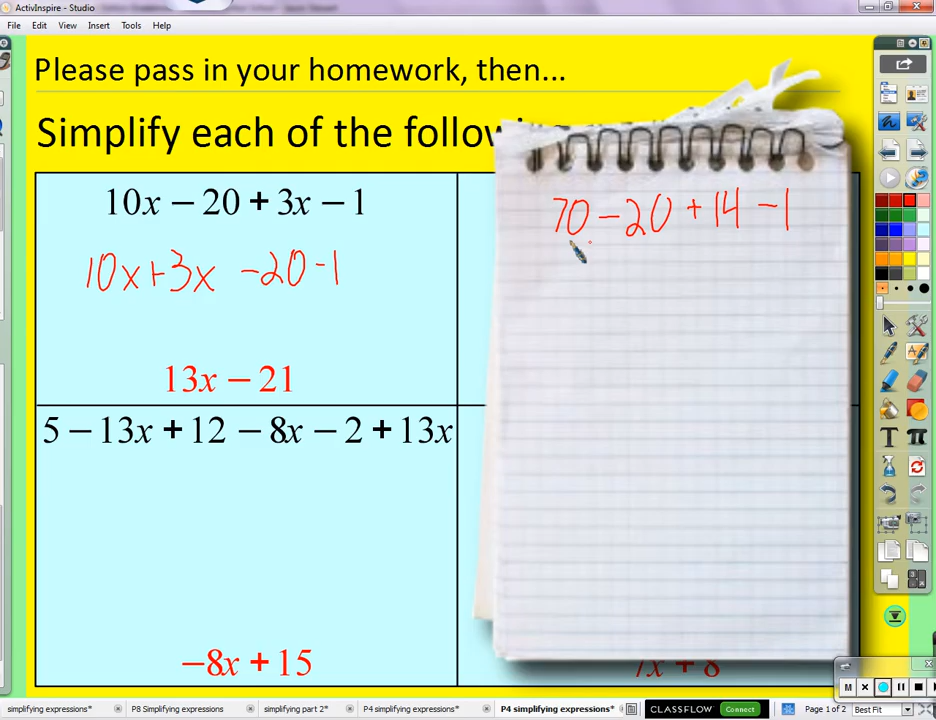 ActivInspire - Studio
File Edit View Insert Tools Help
Please pass in your homework, then...
Simplify each of the following
10x − 20 + 3x − 1
10x+3x -20-1
13x − 21
5 − 13x + 12 − 8x − 2 + 13x
−8x + 15
70 - 20 + 14 - 1
7x + 8
simplifying expressions* P8 Simplifying expressions simplifying part 2* P4 simplifying expressions* P4 simplifying expressions* CLASSFLOW Connect Page 1 of 2 Best Fit
M